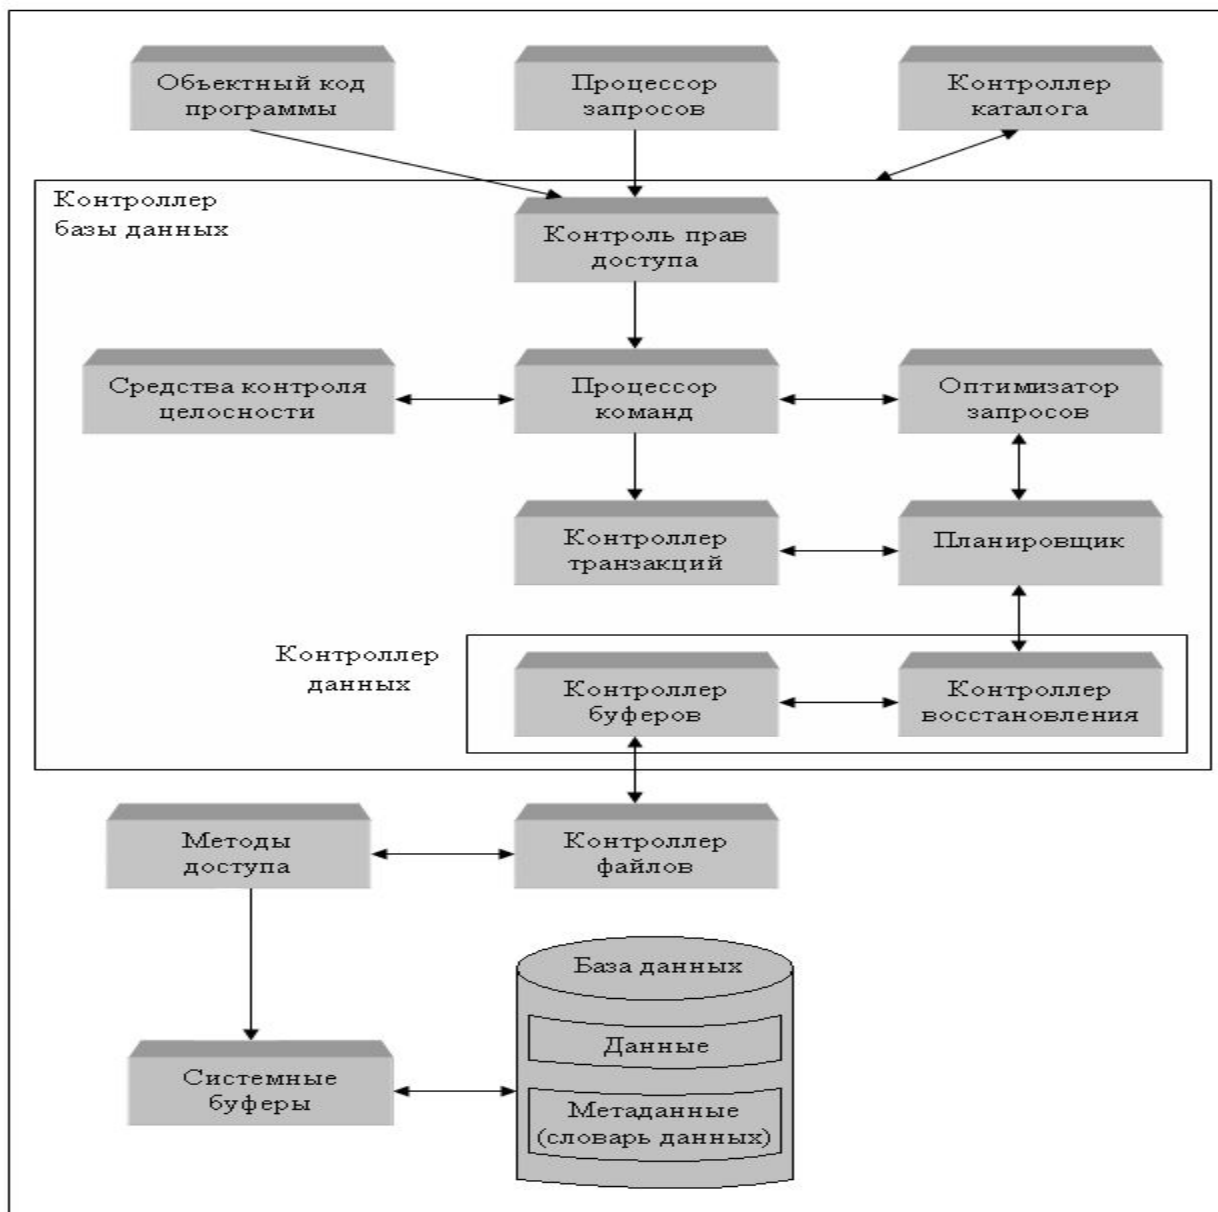 Объектный код
программы
Процессор
запросов
Контроллер
каталога
Контроллер
базы данных
Контроль прав
доступа
Средства контроля
целосности
Процессор
команд
Оптимизатор
запросов
Контроллер
транзакций
Планировщик
Контроллер
данных
Контроллер
буферов
Контроллер
восстановления
Методы
доступа
Контроллер
файлов
База данных
Данные
Системные
буферы
Метаданные
(словарь данных)